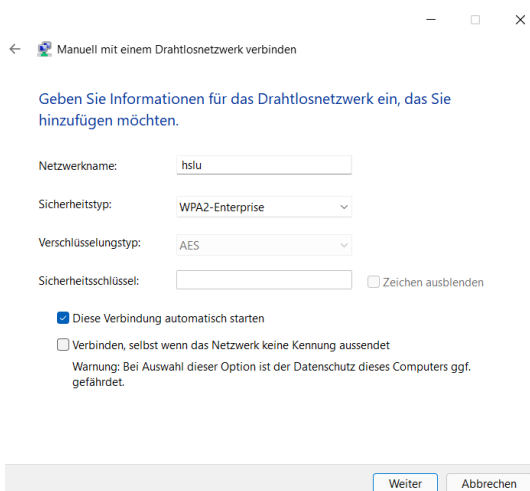 Manuell mit einem Drahtlosnetzwerk verbinden
Geben Sie Informationen für das Drahtlosnetzwerk ein, das Sie
hinzufügen möchten.
Netzwerkname: hslu
Sicherheitstyp: WPA2-Enterprise
Verschlüsselungstyp: AES
Sicherheitsschlüssel: Zeichen ausblenden
Diese Verbindung automatisch starten
Verbinden, selbst wenn das Netzwerk keine Kennung aussendet
Warnung: Bei Auswahl dieser Option ist der Datenschutz dieses Computers ggf.
gefährdet.
Weiter Abbrechen